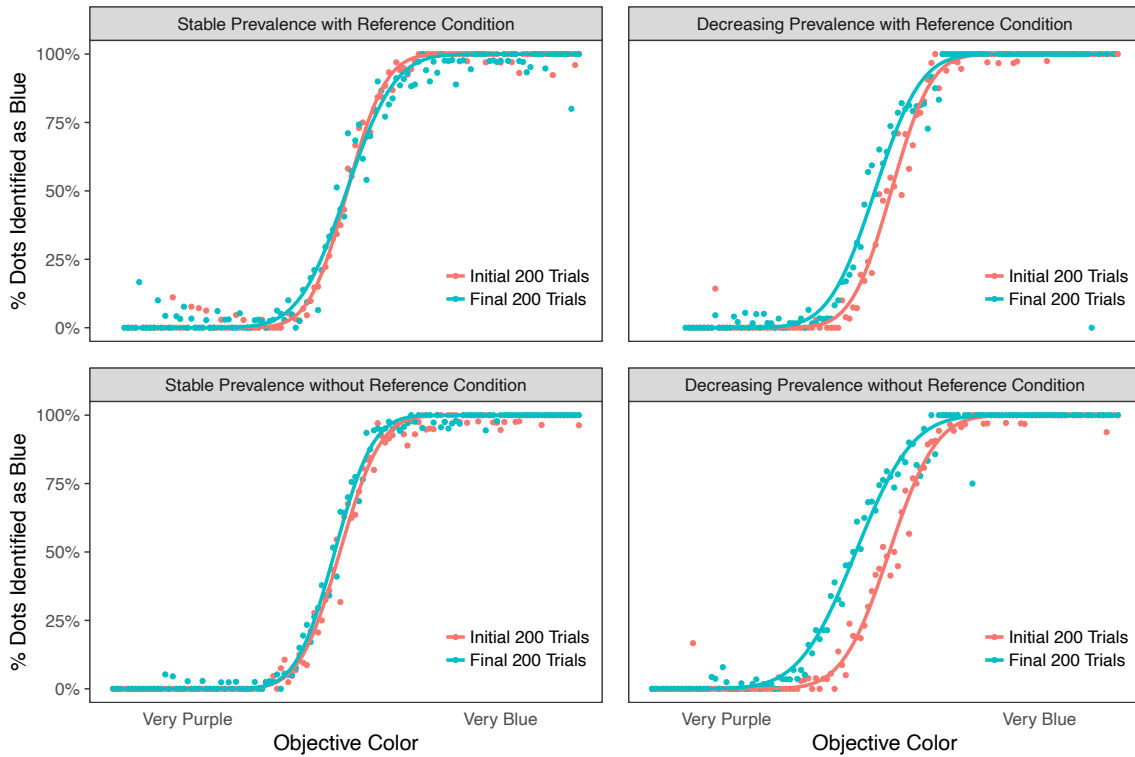 Stable Prevalence with Reference Condition
Decreasing Prevalence with Reference Condition
% Dots Identified as Blue
100%
75%
50%
25%
0%
Initial 200 Trials
Final 200 Trials
Initial 200 Trials
Final 200 Trials
Stable Prevalence without Reference Condition
Decreasing Prevalence without Reference Condition
% Dots Identified as Blue
100%
75%
50%
25%
0%
Initial 200 Trials
Final 200 Trials
Initial 200 Trials
Final 200 Trials
Very Purple
Very Blue
Very Purple
Very Blue
Objective Color
Objective Color